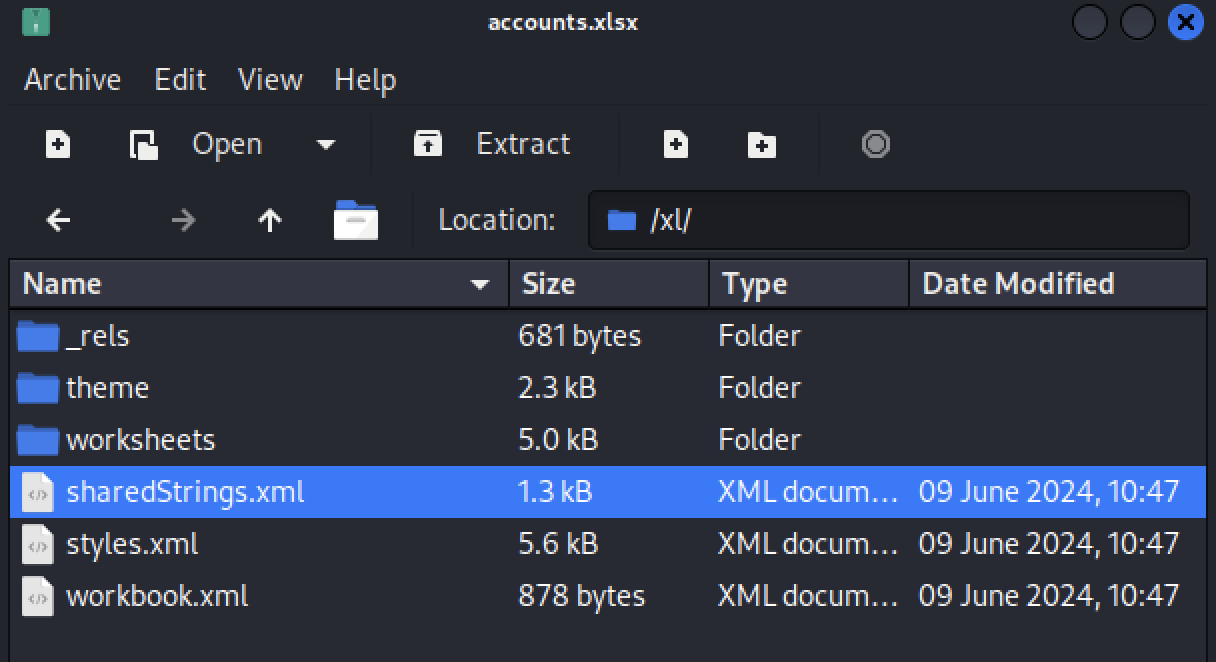 accounts.xlsx
Archive Edit View Help
Open Extract
Location: /xl/
Name Size Type Date Modified
_rels 681 bytes Folder
theme 2.3 kB Folder
worksheets 5.0 kB Folder
sharedStrings.xml 1.3 kB XML docum... 09 June 2024, 10:47
styles.xml 5.6 kB XML docum... 09 June 2024, 10:47
workbook.xml 878 bytes XML docum... 09 June 2024, 10:47